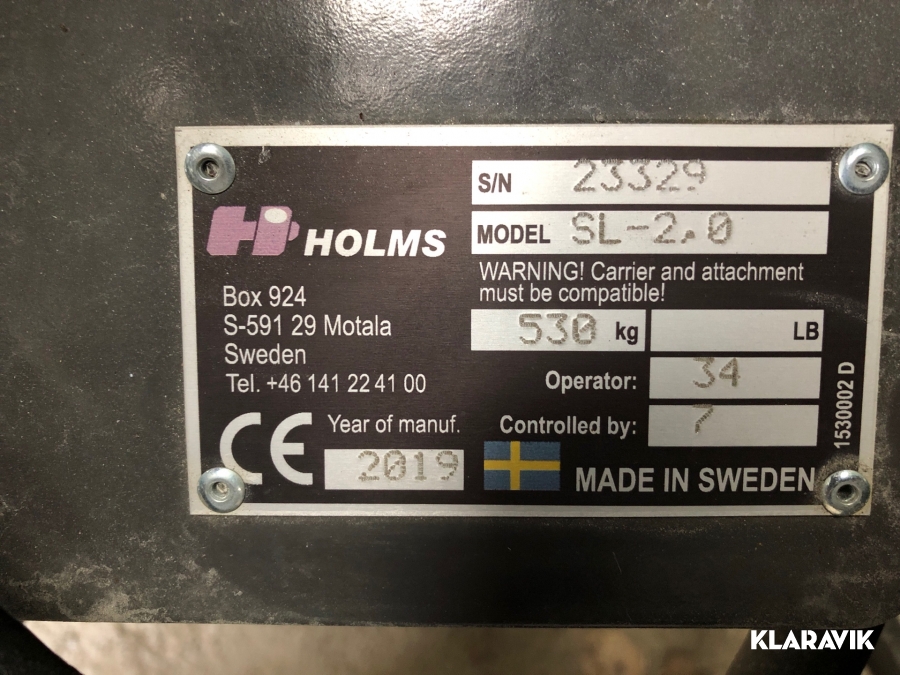 HOLMS
Box 924
S-591 29 Motala
Sweden
Tel. +46 141 22 41 00
CE
Year of manuf.
2019
S/N 23329
MODEL SL-2.0
WARNING! Carrier and attachment
must be compatible!
530 kg LB
Operator: 34
Controlled by: 7
MADE IN SWEDEN
1530002 D
KLARAVIK